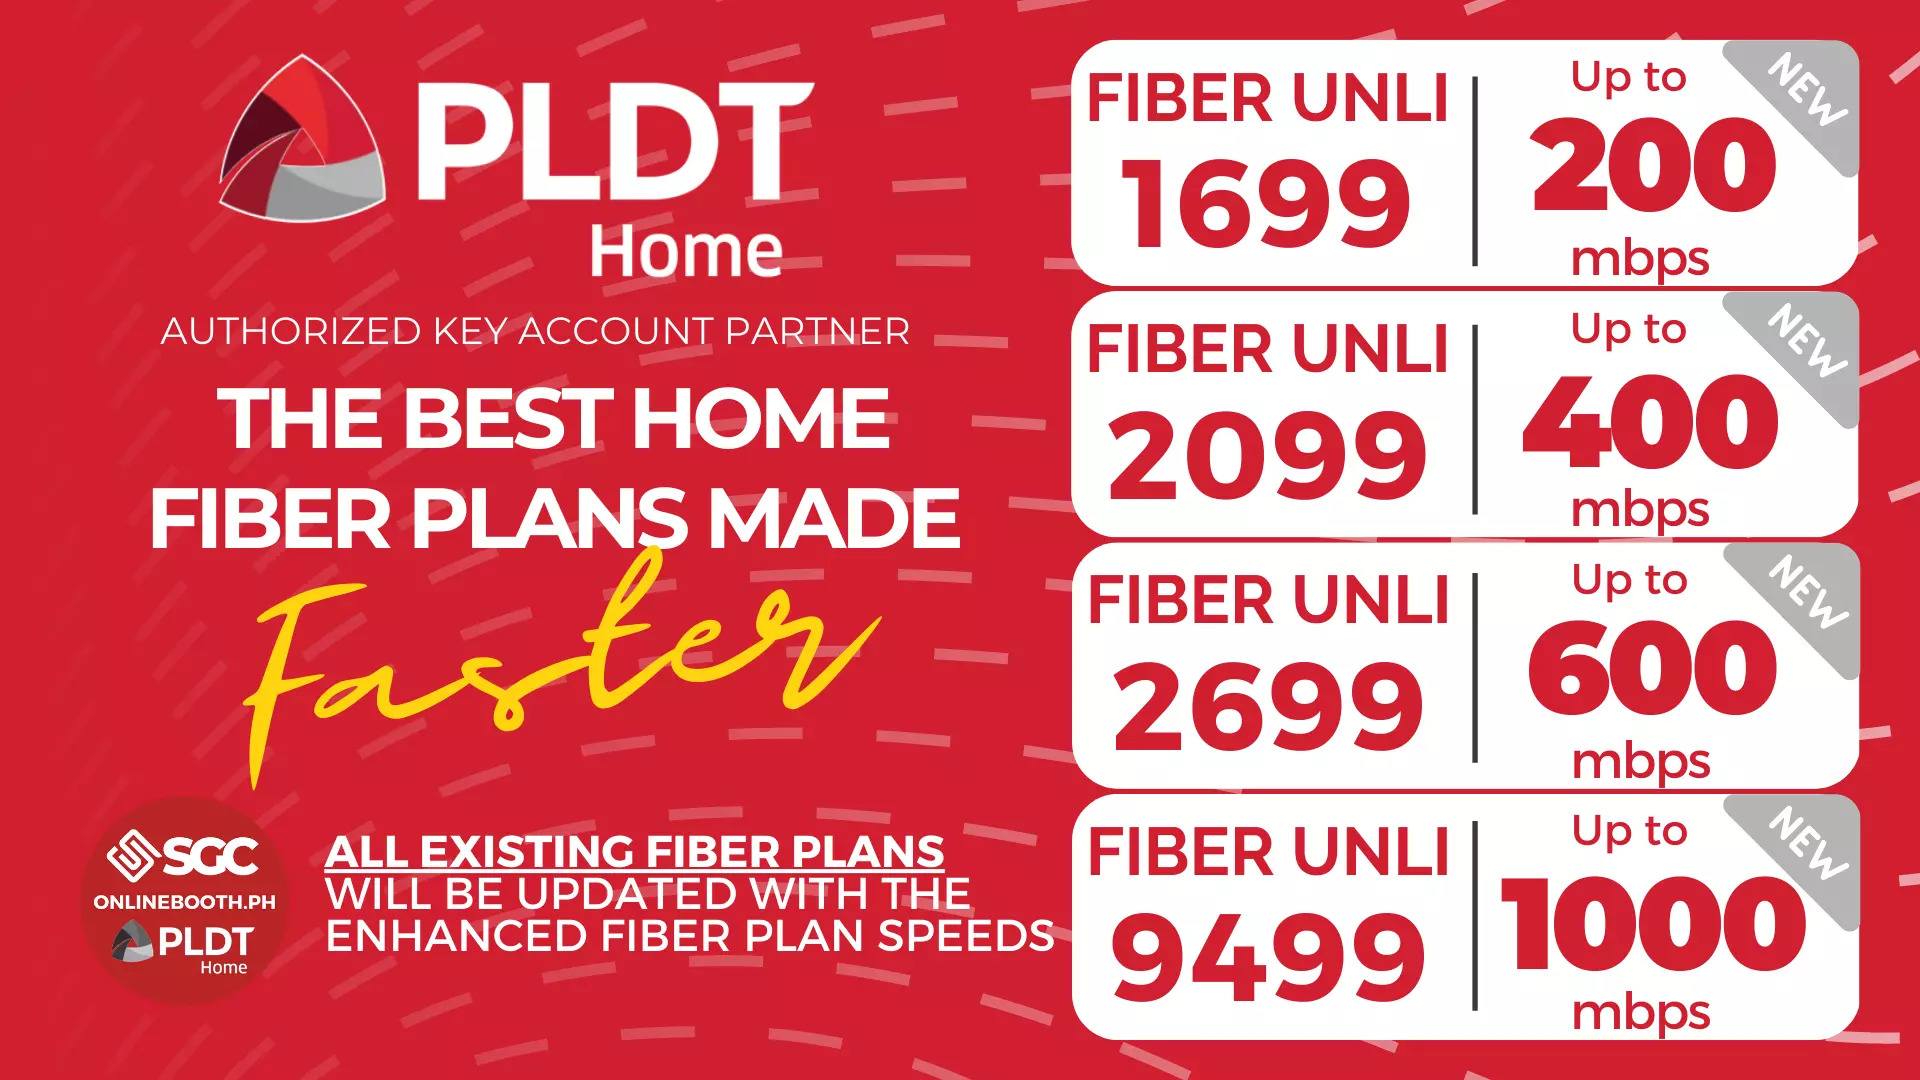 PLDT
Home
AUTHORIZED KEY ACCOUNT PARTNER
THE BEST HOME
FIBER PLANS MADE
Faster
SGC
ONLINEBOOTH.PH
PLDT
Home
ALL EXISTING FIBER PLANS
WILL BE UPDATED WITH THE
ENHANCED FIBER PLAN SPEEDS
FIBER UNLI
1699
Up to
200
mbps
NEW
FIBER UNLI
2099
Up to
400
mbps
NEW
FIBER UNLI
2699
Up to
600
mbps
NEW
FIBER UNLI
9499
Up to
1000
mbps
NEW